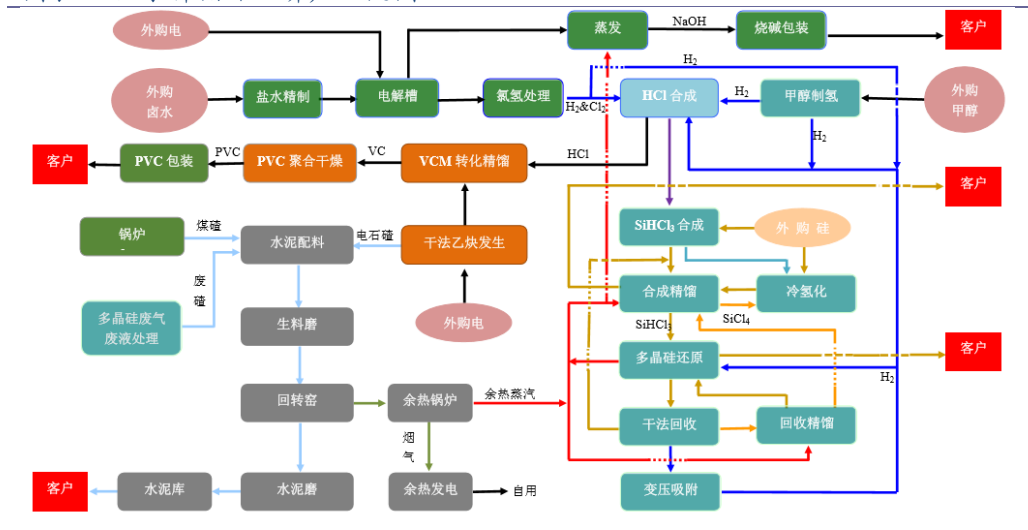 外购电
蒸发
NaOH
烧碱包装
客户
外购
卤水
盐水精制
电解槽
氯氢处理
H₂&Cl₂
HCl 合成
H₂
甲醇制氢
外购
甲醇
H₂
H₂
客户
PVC 包装
PVC
PVC 聚合干燥
VC
VCM 转化精馏
HCl
客户
锅炉
煤碴
水泥配料
电石碴
干法乙炔发生
SiHCl₃ 合成
外 购 硅
废
碴
多晶硅废气
废液处理
生料磨
外购电
合成精馏
冷氢化
SiHCl₃
SiCl₄
多晶硅还原
客户
H₂
回转窑
余热锅炉
余热蒸汽
干法回收
回收精馏
烟
气
客户
水泥库
水泥磨
余热发电
自用
变压吸附